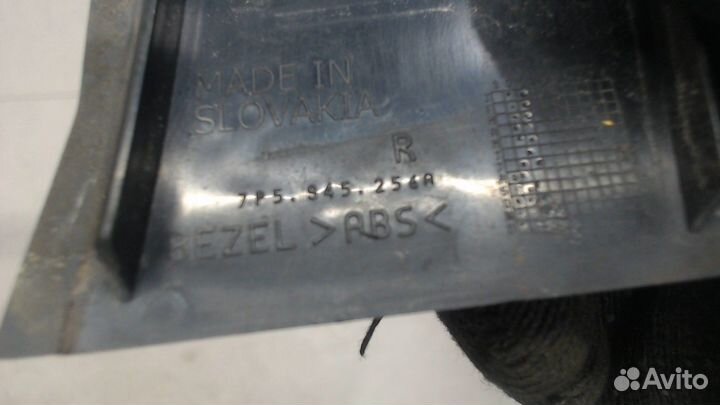 MADE IN
SLOVAKIA
R
7P5.945.256A
BEZEL >ABS<
Avito